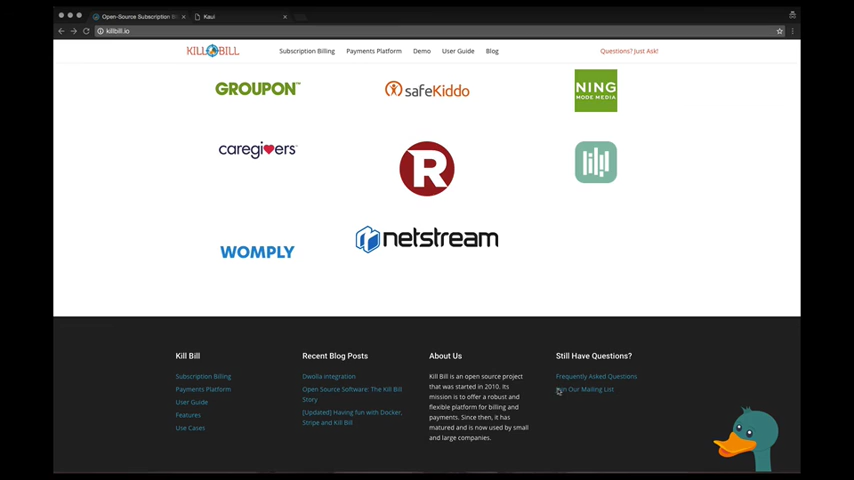 Open-Source Subscription Bi
Kaui
killbill.io
KILL BILL
Subscription Billing
Payments Platform
Demo
User Guide
Blog
Questions? Just Ask!
GROUPON
safeKiddo
NING
MODE MEDIA
caregivers
R
WOMPLY
netstream
Kill Bill
Subscription Billing
Payments Platform
User Guide
Features
Use Cases
Recent Blog Posts
Dwolla integration
Open Source Software: The Kill Bill
Story
[Updated] Having fun with Docker,
Stripe and Kill Bill
About Us
Kill Bill is an open source project
that was started in 2010. Its
mission is to offer a robust and
flexible platform for billing and
payments. Since then, it has
matured and is now used by small
and large companies.
Still Have Questions?
Frequently Asked Questions
Join Our Mailing List